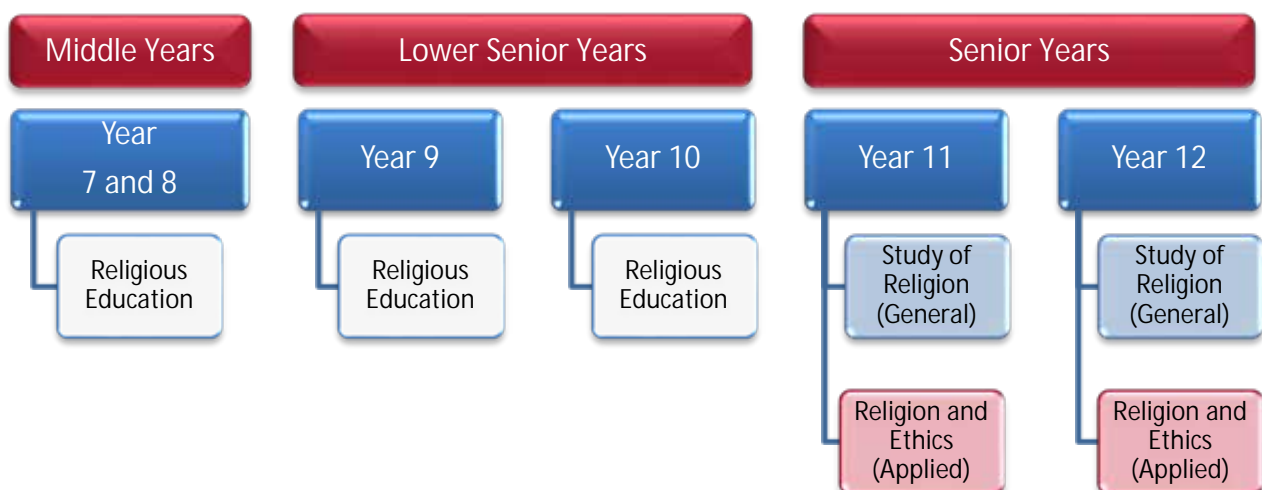 Middle Years
Lower Senior Years
Senior Years
Year
7 and 8
Year 9
Year 10
Year 11
Year 12
Religious
Education
Religious
Education
Religious
Education
Study of
Religion
(General)
Study of
Religion
(General)
Religion and
Ethics
(Applied)
Religion and
Ethics
(Applied)